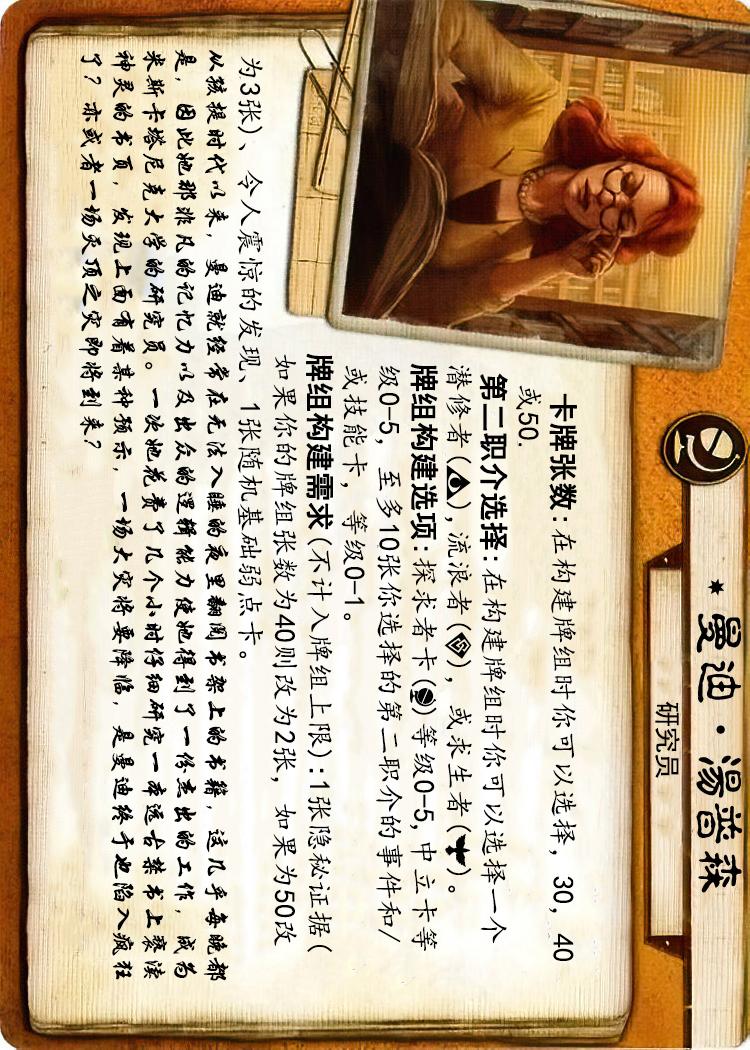 曼迪·湯普森
研究员
卡牌张数：在构建牌组时你可以选择，30，40
或50.
第二职介选择：在构建牌组时你可以选择一个
潜修者()，流浪者()，或求生者()。
牌组构建选项：探求者卡()等级0-5,中立卡等
级0-5，至多10张你选择的第二职介的事件和/
或技能卡，等级0-1。
牌组构建需求(不计入牌组上限)：1张隐秘证据(
如果你的牌组张数为40则改为2张，如果为50改
为3张)、令人震惊的发现、1张随机基础弱点卡。
以孩提时代以来，曼迪就经常在无法入睡的夜里翻阅书架上的书籍，这几乎每晚都
是，因此她那非凡的记忆力以及出众的逻辑能力使她得到了一份杰出的工作，成为
米斯卡塔尼克大学的研究员。一次她花费了几个小时仔细研究一本远古禁书上亵渎
神灵的书页，发现上面有着某种预示，一场大灾将要降临，是曼迪终于也陷入疯狂
了？亦或者一场灭顶之灾即将到来？